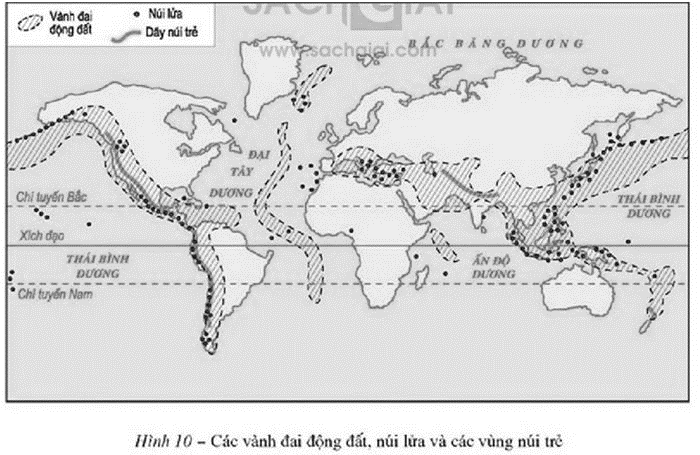 SACHGIAI
www.sachgiai.com
Vành đai
động đất
Núi lửa
Dãy núi trẻ
BẮC BĂNG DƯƠNG
ĐẠI
TÂY
DƯƠNG
Chí tuyến Bắc
THÁI BÌNH
DƯƠNG
Xích đạo
THÁI BÌNH
DƯƠNG
ẤN ĐỘ
DƯƠNG
Chí tuyến Nam
Hình 10 – Các vành đai động đất, núi lửa và các vùng núi trẻ